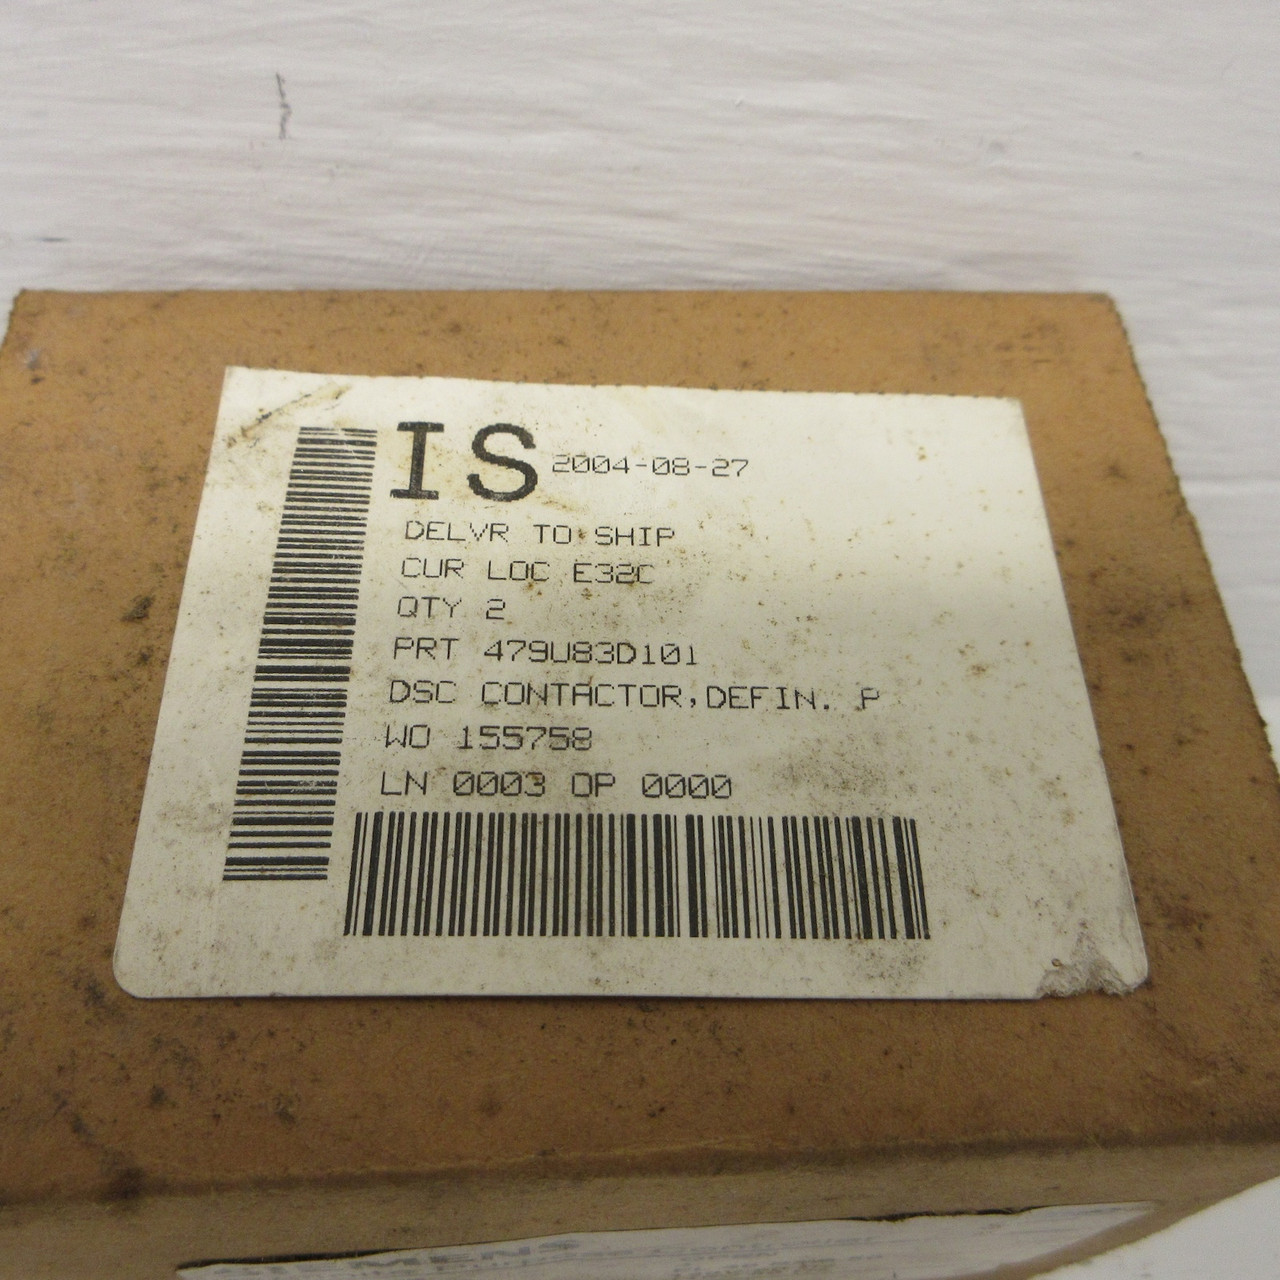 IS 2004-08-27
DELVR TO SHIP
CUR LOC E32C
QTY 2
PRT 479U83D101
DSC CONTACTOR,DEFIN. P
WO 155758
LN 0003 OP 0000